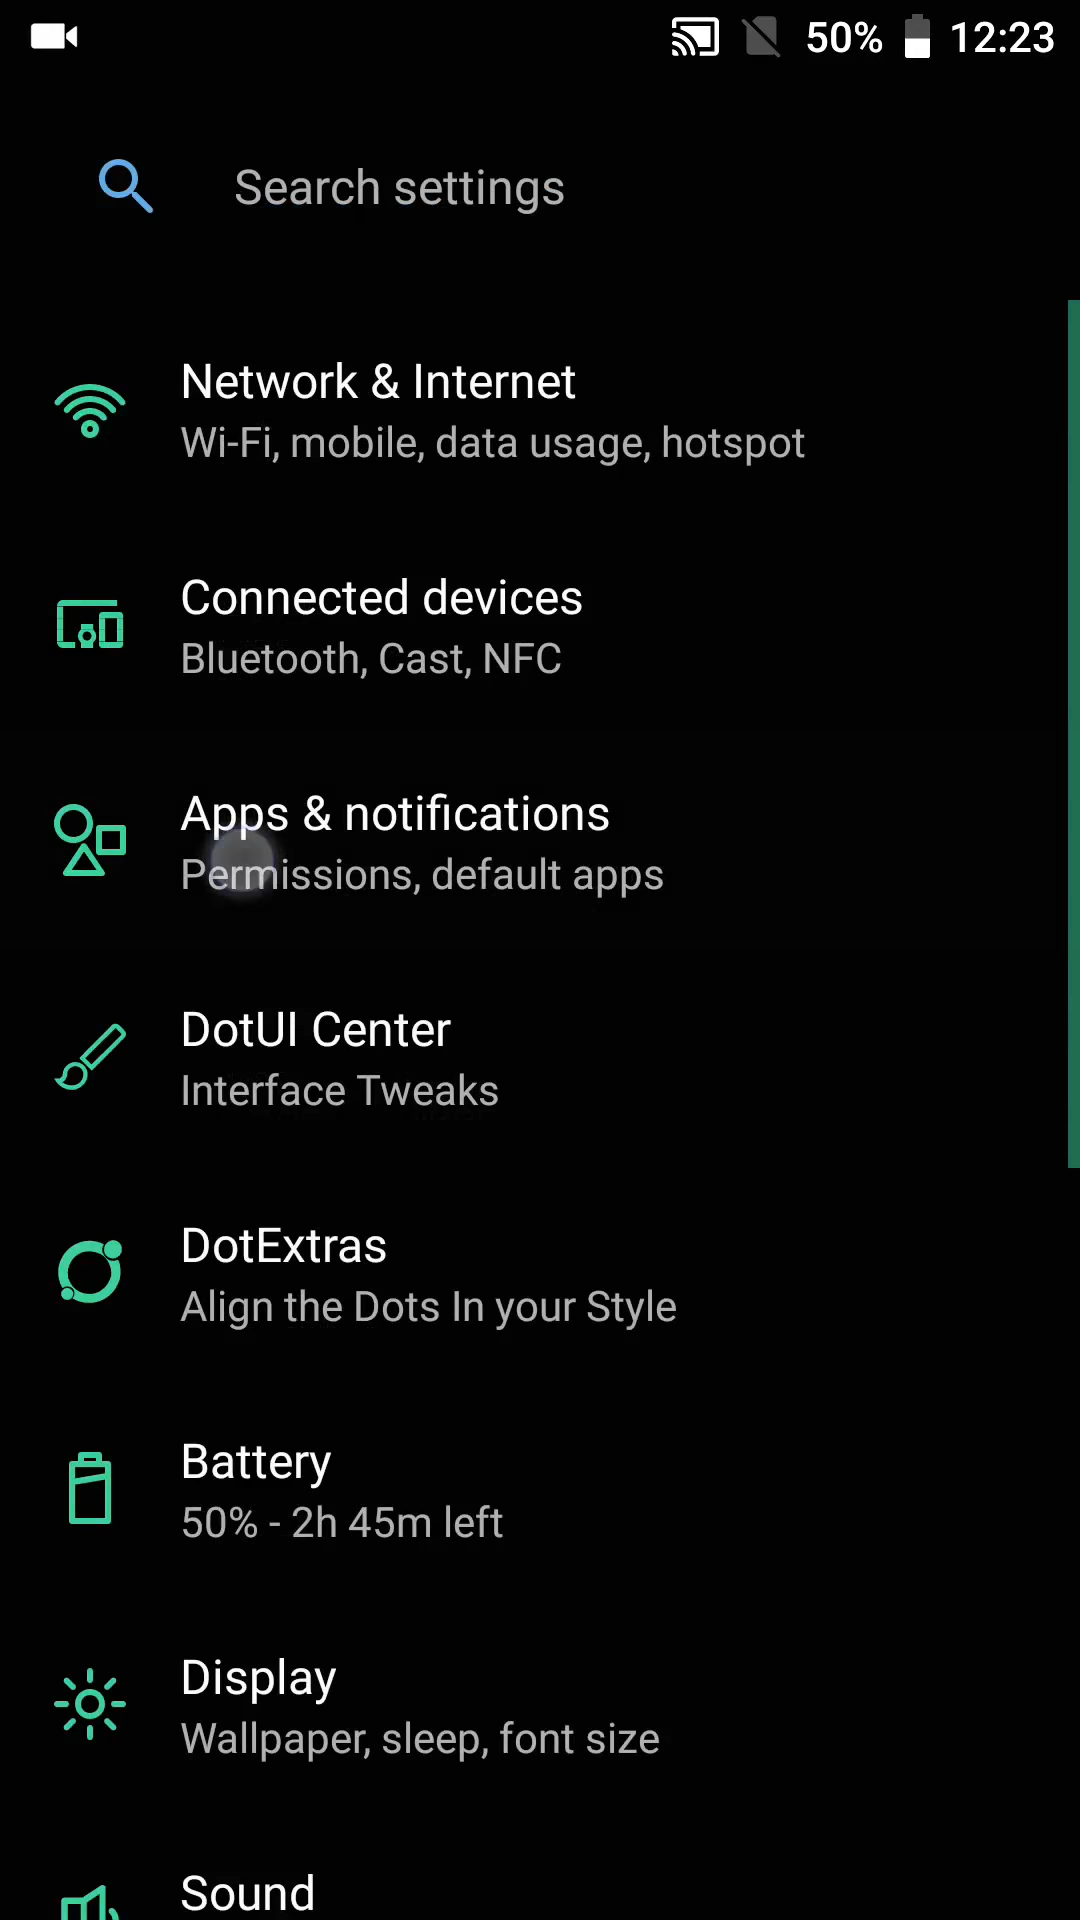 50% 12:23
Search settings
Network & Internet
Wi-Fi, mobile, data usage, hotspot
Connected devices
Bluetooth, Cast, NFC
Apps & notifications
Permissions, default apps
DotUI Center
Interface Tweaks
DotExtras
Align the Dots In your Style
Battery
50% - 2h 45m left
Display
Wallpaper, sleep, font size
Sound